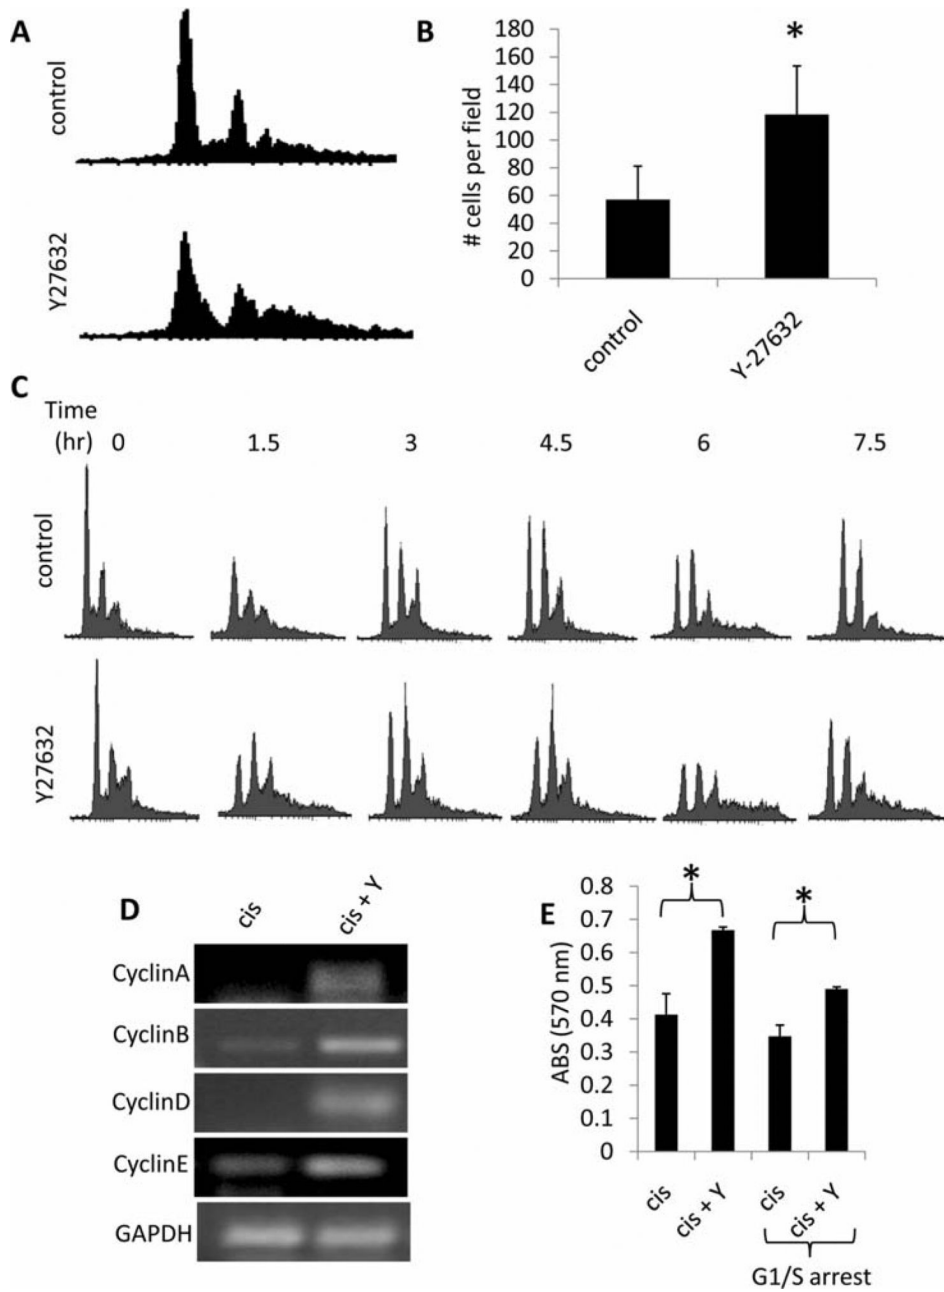 A
control
Y27632
B
# cells per field
180
160
140
120
100
80
60
40
20
0
*
control
Y-27632
C
Time
(hr) 0 1.5 3 4.5 6 7.5
control
Y27632
D
cis
cis + Y
CyclinA
CyclinB
CyclinD
CyclinE
GAPDH
E
ABS (570 nm)
0.8
0.7
0.6
0.5
0.4
0.3
0.2
0.1
0
*
*
cis
cis + Y
cis
cis + Y
G1/S arrest